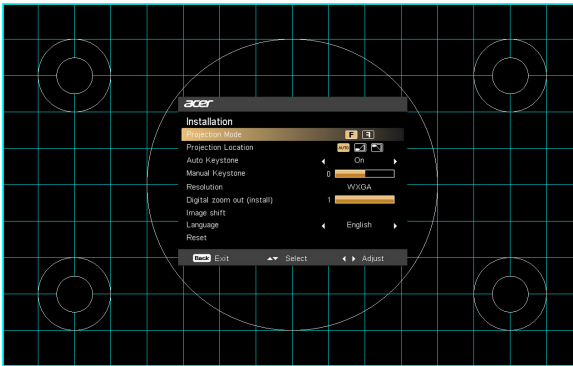 acer
Installation
Projection Mode F F
Projection Location AUTO
Auto Keystone On
Manual Keystone 0
Resolution WXGA
Digital zoom out (install) 1
Image shift
Language English
Reset
Back Exit Select Adjust